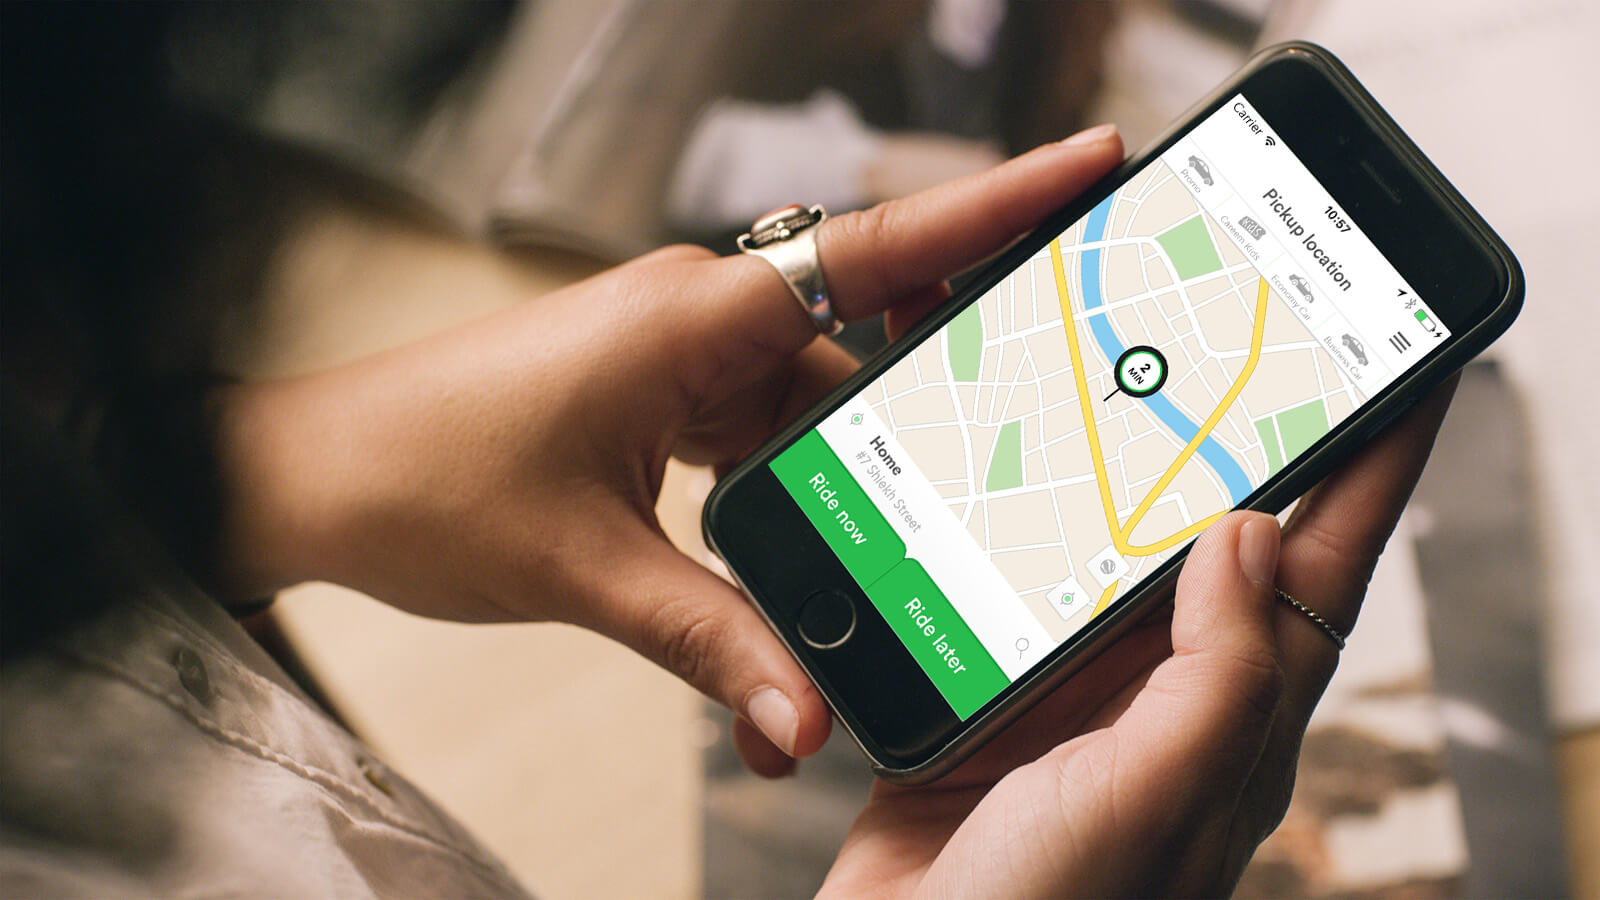 Carrier
10:57
Pickup location
Promo
Kids
Careem Kids
Economy Car
Business Car
2
MIN
Home
#7 Shiekh Street
Ride now
Ride later